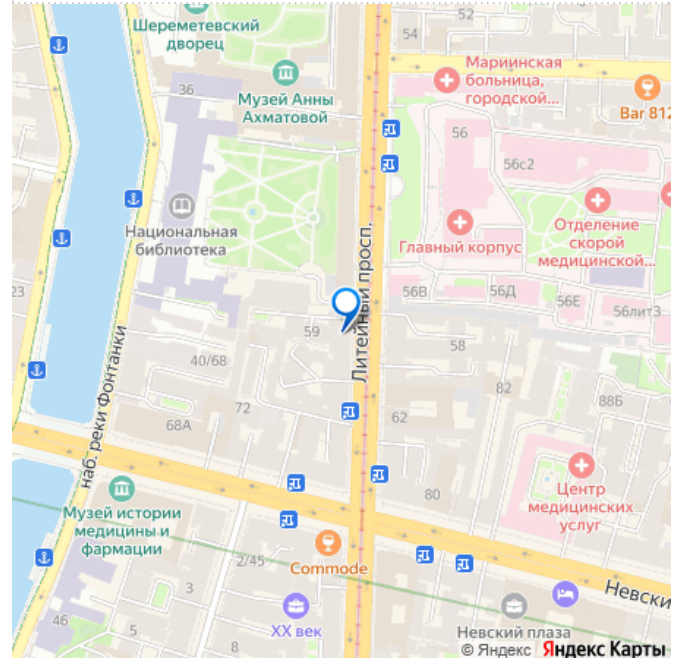 Шереметевский
дворец
52
54
Мариинская
больница,
городской...
36
Музей Анны
Ахматовой
Bar 812
56
56с2
Национальная
библиотека
Главный корпус
Отделение
скорой
медицинской...
Литейный просп.
23
56В
56Д
56Е
56лит3
59
58
40/68
наб. реки Фонтанки
82
88Б
72
68А
62
80
Центр
медицинских
услуг
Музей истории
медицины и
фармации
Commode
2/45
3
Невски
XX век
Невский плаза
46
5
8
© Яндекс Яндекс Карты